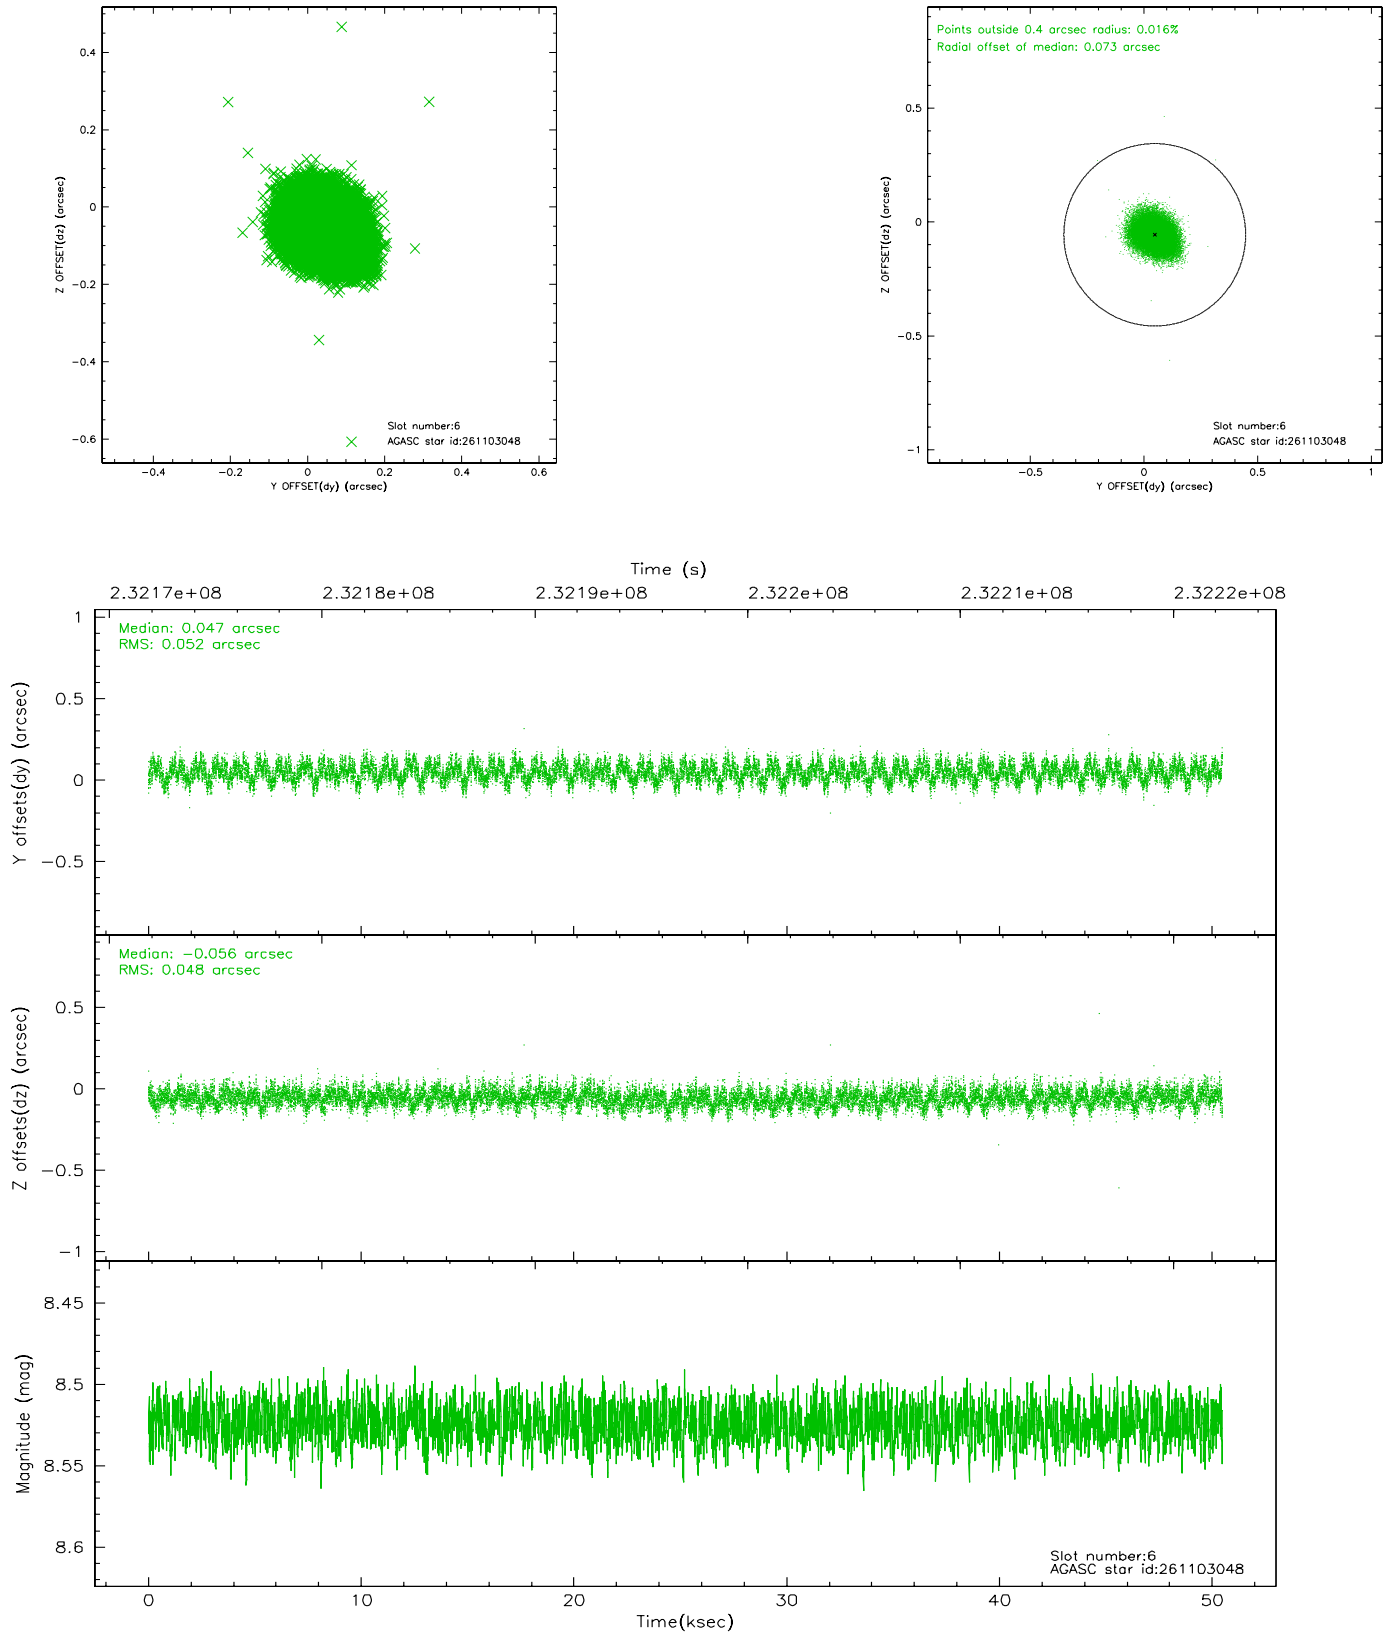 0.4
0.2
0
−0.2
−0.4
−0.6
Z OFFSET(dz) (arcsec)
Slot number:6
AGASC star id:261103048
−0.4 −0.2 0 0.2 0.4 0.6
Y OFFSET(dy) (arcsec)
Points outside 0.4 arcsec radius: 0.016%
Radial offset of median: 0.073 arcsec
0.5
0
−0.5
−1
Z OFFSET(dz) (arcsec)
Slot number:6
AGASC star id:261103048
−0.5 0 0.5 1
Y OFFSET(dy) (arcsec)
Time (s)
2.3217e+08 2.3218e+08 2.3219e+08 2.322e+08 2.3221e+08 2.3222e+08
Median: 0.047 arcsec
RMS: 0.052 arcsec
1
0.5
0
−0.5
Y offsets(dy) (arcsec)
Median: −0.056 arcsec
RMS: 0.048 arcsec
0.5
0
−0.5
−1
Z offsets(dz) (arcsec)
8.45
8.5
8.55
8.6
Magnitude (mag)
Slot number:6
AGASC star id:261103048
0 10 20 30 40 50
Time(ksec)